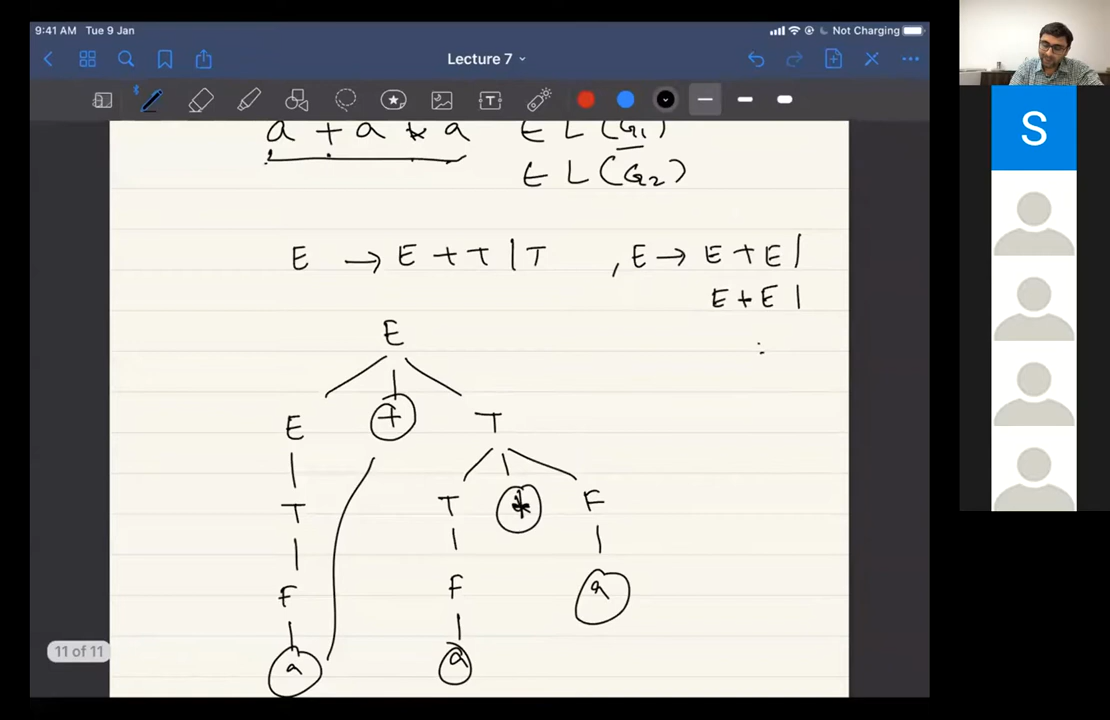 9:41 AM Tue 9 Jan
Not Charging
Lecture 7
a + a * a ∈ L(G1)
∈ L(G2)
E → E + T | T , E → E + E |
E * E |
:
E
E + T
T T * F
F F a
a a
11 of 11
S